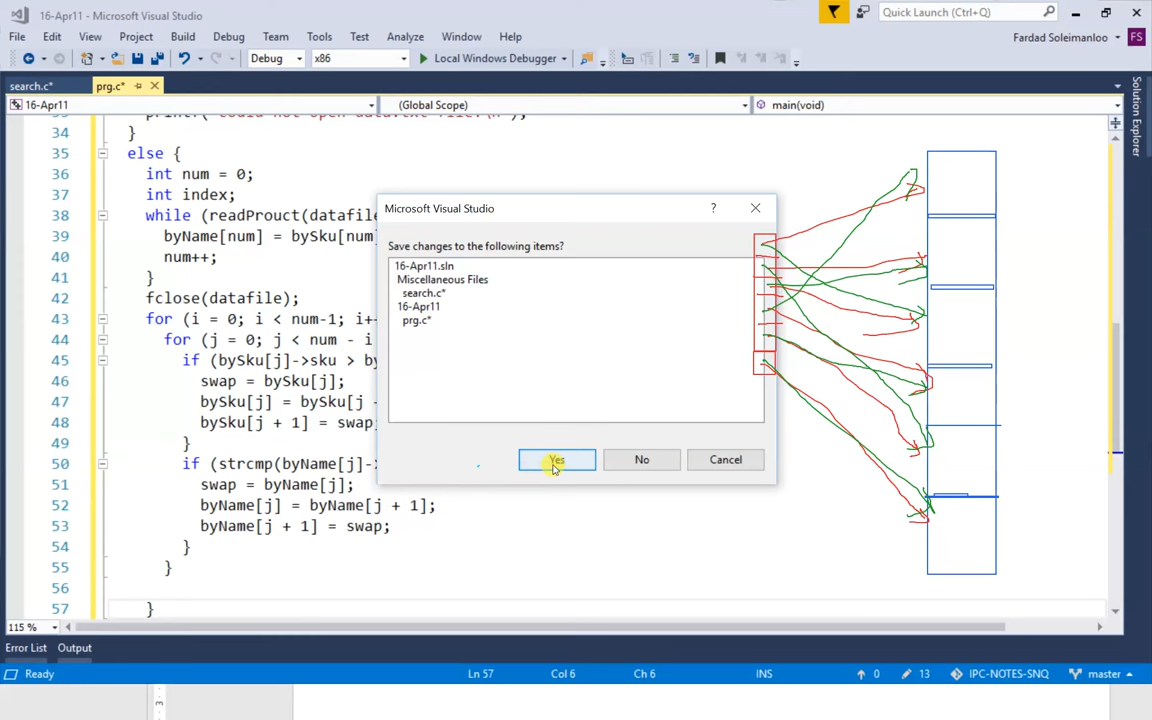 16-Apr11 - Microsoft Visual Studio
Quick Launch (Ctrl+Q)
File Edit View Project Build Debug Team Tools Test Analyze Window Help
Fardad Soleimanloo FS
Debug x86 Local Windows Debugger
search.c* prg.c*
16-Apr11 (Global Scope) main(void)
34 }
35 else {
36 int num = 0;
37 int index;
38 while (readProuct(datafile
39 byName[num] = bySku[num
40 num++;
41 }
42 fclose(datafile);
43 for (i = 0; i < num-1; i+
44 for (j = 0; j < num - i
45 if (bySku[j]->sku > by
46 swap = bySku[j];
47 bySku[j] = bySku[j
48 bySku[j + 1] = swap
49 }
50 if (strcmp(byName[j]-
51 swap = byName[j];
52 byName[j] = byName[j + 1];
53 byName[j + 1] = swap;
54 }
55 }
56
57 }
Microsoft Visual Studio
?
Save changes to the following items?
16-Apr11.sln
Miscellaneous Files
search.c*
16-Apr11
prg.c*
Yes No Cancel
Solution Explorer
115 %
Error List Output
Ready Ln 57 Col 6 Ch 6 INS 0 13 IPC-NOTES-SNQ master
3